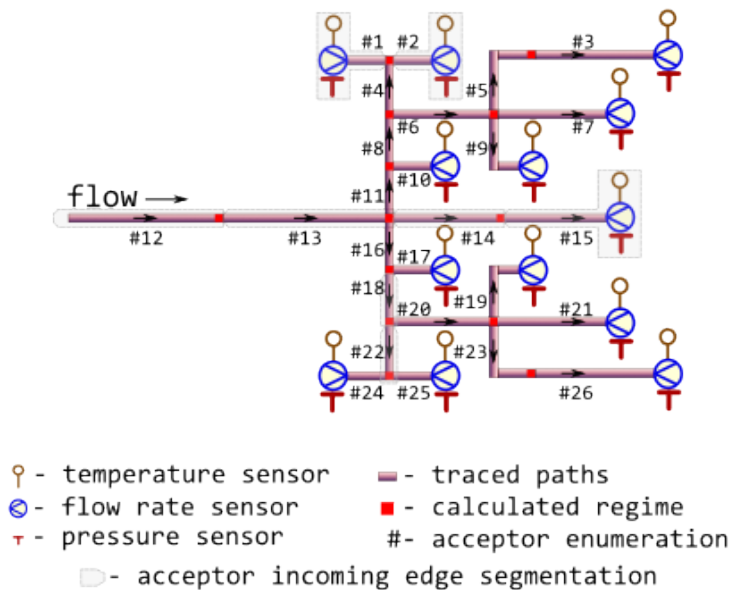 #1 #2 #3
#4 #5
#6 #7
#8 #9
#10
flow #11
#12 #13 #14 #15
#16 #17
#18 #20 #19 #21
#22 #23
#24 #25 #26
- temperature sensor - traced paths
- flow rate sensor - calculated regime
- pressure sensor #- acceptor enumeration
- acceptor incoming edge segmentation